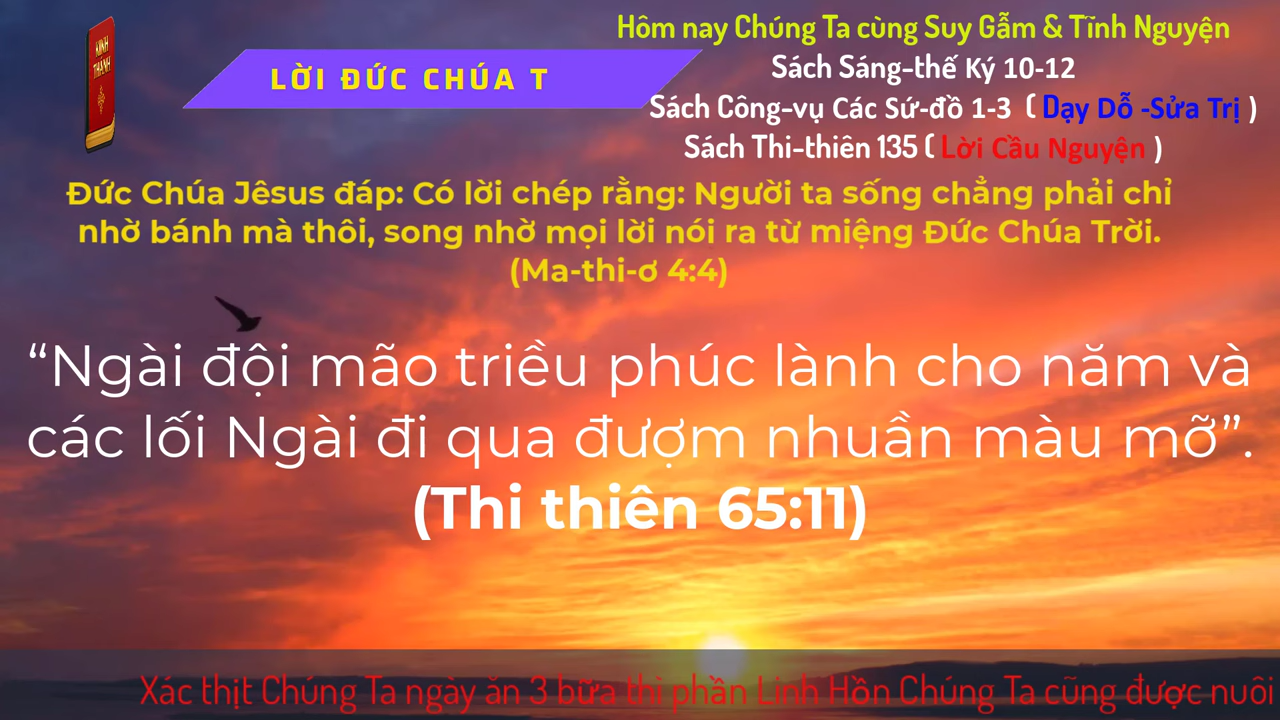 KINH
THÁNH
LỜI ĐỨC CHÚA T
Hôm nay Chúng Ta cùng Suy Gẫm & Tĩnh Nguyện
Sách Sáng-thế Ký 10-12
Sách Công-vụ Các Sứ-đồ 1-3 ( Dạy Dỗ -Sửa Trị )
Sách Thi-thiên 135 ( Lời Cầu Nguyện )
Đức Chúa Jêsus đáp: Có lời chép rằng: Người ta sống chẳng phải chỉ
nhờ bánh mà thôi, song nhờ mọi lời nói ra từ miệng Đức Chúa Trời.
(Ma-thi-ơ 4:4)
“Ngài đội mão triều phúc lành cho năm và
các lối Ngài đi qua đượm nhuần màu mỡ”.
(Thi thiên 65:11)
Xác thịt Chúng Ta ngày ăn 3 bữa thì phần Linh Hồn Chúng Ta cũng được nuôi